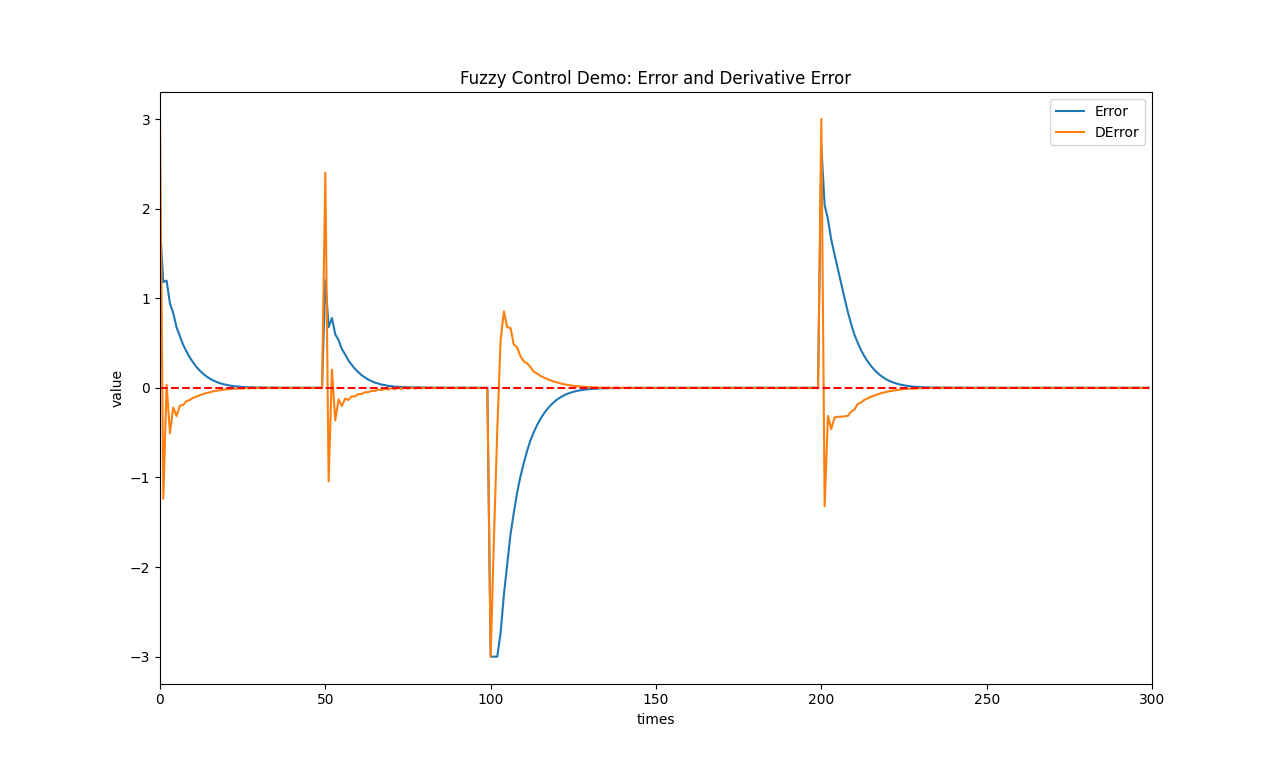 Fuzzy Control Demo: Error and Derivative Error
Error
DError
3
2
1
0
−1
−2
−3
value
0
50
100
150
200
250
300
times